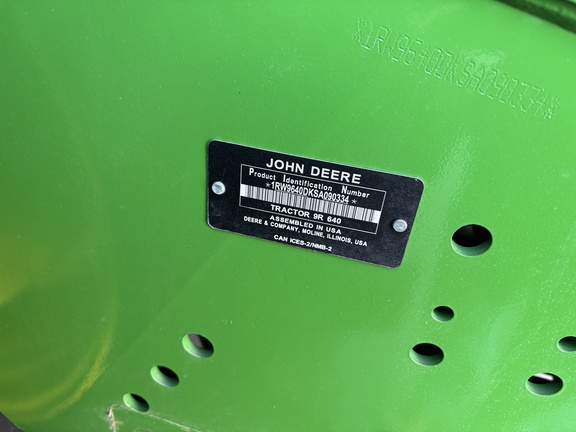 *1RW9640DKSA090334*
JOHN DEERE
Product Identification Number
*1RW9640DKSA090334*
TRACTOR 9R 640
ASSEMBLED IN USA
DEERE & COMPANY, MOLINE, ILLINOIS, USA
CAN ICES-2/NMB-2